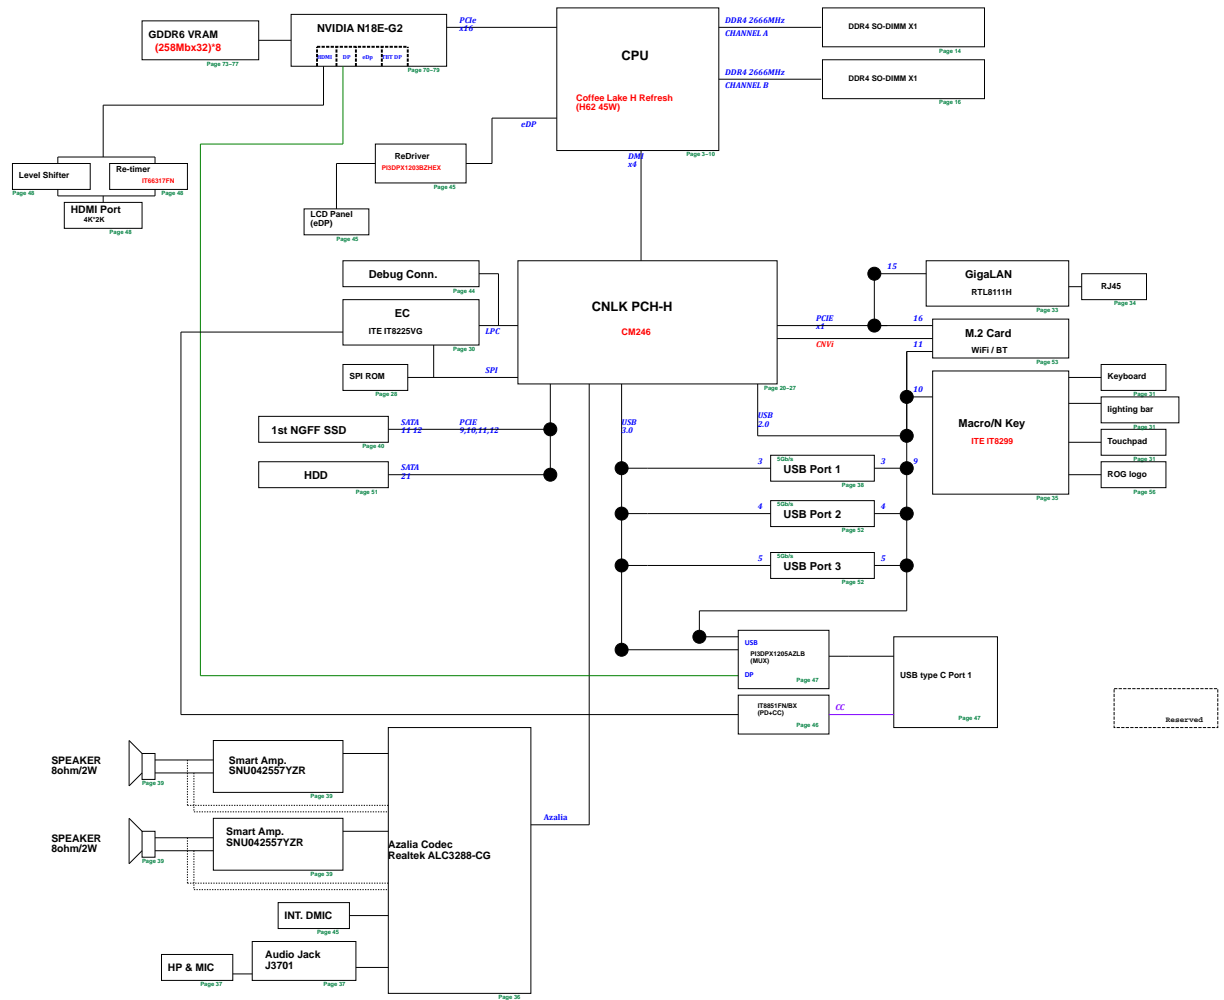 GDDR6 VRAM
(258Mbx32)*8
Page 73~77
NVIDIA N18E-G2
HDMI
DP
eDp
TBT DP
Page 70~79
PCIe
x16
CPU
Coffee Lake H Refresh
(H62 45W)
Page 3~10
DDR4 2666MHz
CHANNEL A
DDR4 SO-DIMM X1
Page 14
DDR4 2666MHz
CHANNEL B
DDR4 SO-DIMM X1
Page 16
eDP
ReDriver
PI3DPX1203BZHEX
Page 45
LCD Panel
(eDP)
Page 45
DMI
x4
Level Shifter
Page 48
Re-timer
IT66317FN
Page 48
HDMI Port
4K*2K
Page 48
Debug Conn.
Page 44
EC
ITE IT8225VG
Page 30
LPC
SPI ROM
Page 28
SPI
CNLK PCH-H
CM246
Page 20~27
15
GigaLAN
RTL8111H
Page 33
RJ45
Page 34
PCIE
x1
16
CNVi
11
M.2 Card
WiFi / BT
Page 53
10
Macro/N Key
ITE IT8299
Page 35
Keyboard
Page 31
lighting bar
Page 31
Touchpad
Page 31
ROG logo
Page 56
1st NGFF SSD
Page 40
SATA
11 12
PCIE
9,10,11,12
HDD
Page 51
SATA
21
USB
3.0
USB
2.0
3
5Gb/s
USB Port 1
Page 38
3
9
4
5Gb/s
USB Port 2
Page 52
4
5
5Gb/s
USB Port 3
Page 52
5
USB
PI3DPX1205AZLB
(MUX)
DP
Page 47
USB type C Port 1
Page 47
IT8851FN/BX
(PD+CC)
Page 46
CC
Reserved
SPEAKER
8ohm/2W
Page 39
Smart Amp.
SNU042557YZR
Page 39
SPEAKER
8ohm/2W
Page 39
Smart Amp.
SNU042557YZR
Page 39
Azalia
Azalia Codec
Realtek ALC3288-CG
Page 36
INT. DMIC
Page 45
HP & MIC
Page 37
Audio Jack
J3701
Page 37